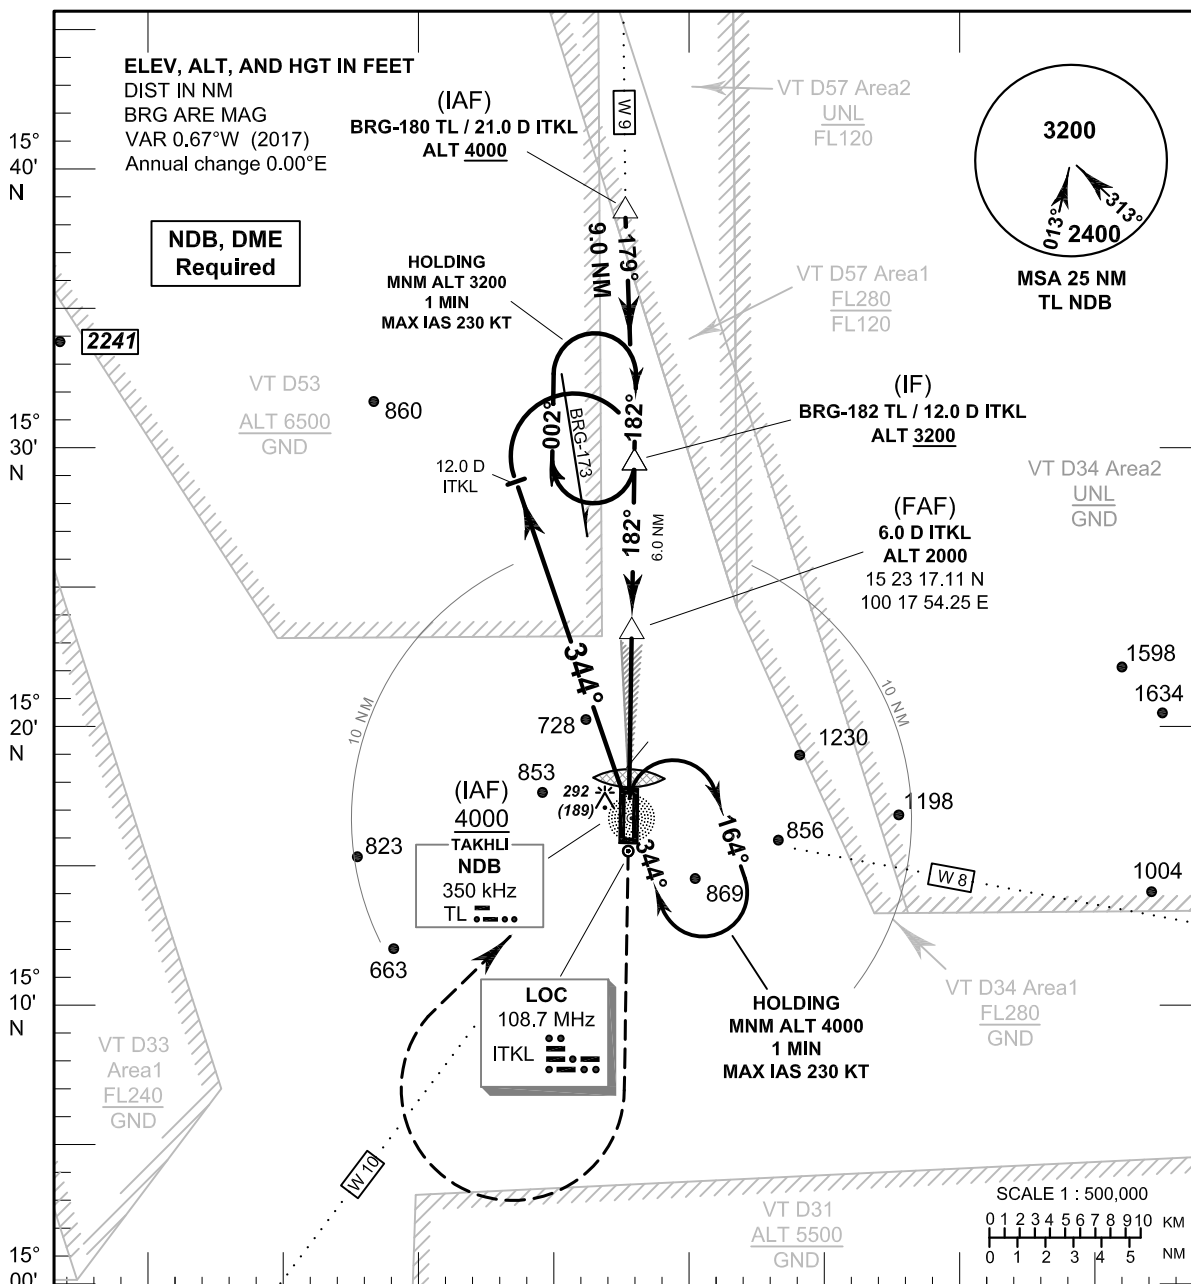 ELEV, ALT, AND HGT IN FEET
DIST IN NM
BRG ARE MAG
VAR 0.67°W (2017)
Annual change 0.00°E
NDB, DME
Required
(IAF)
BRG-180 TL / 21.0 D ITKL
ALT 4000
W 9
VT D57 Area2
UNL
FL120
3200
013°
313°
2400
MSA 25 NM
TL NDB
15°
40'
N
179°
9.0 NM
HOLDING
MNM ALT 3200
1 MIN
MAX IAS 230 KT
VT D57 Area1
FL280
FL120
2241
VT D53
ALT 6500
GND
860
002°
BRG-173
182°
(IF)
BRG-182 TL / 12.0 D ITKL
ALT 3200
15°
30'
N
12.0 D
ITKL
VT D34 Area2
UNL
GND
182°
6.0 NM
(FAF)
6.0 D ITKL
ALT 2000
15 23 17.11 N
100 17 54.25 E
344°
10 NM
10 NM
1598
1634
15°
20'
N
728
1230
853
292
(189)
(IAF)
4000
TAKHLI
NDB
350 kHz
TL
823
663
164°
344°
869
856
1198
1004
W 8
15°
10'
N
LOC
108.7 MHz
ITKL
HOLDING
MNM ALT 4000
1 MIN
MAX IAS 230 KT
VT D34 Area1
FL280
GND
VT D33
Area1
FL240
GND
W 10
VT D31
ALT 5500
GND
SCALE 1 : 500,000
0 1 2 3 4 5 6 7 8 9 10 KM
0 1 2 3 4 5 NM
15°
00'